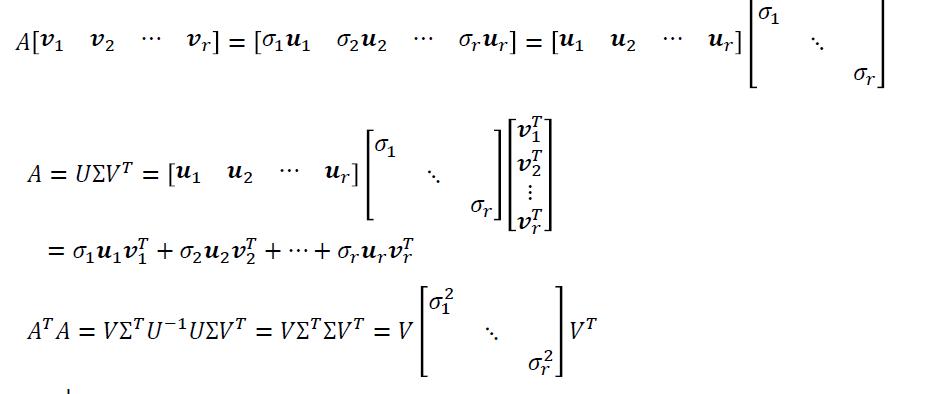 A[𝒗₁ 𝒗₂ ⋯ 𝒗ᵣ] = [σ₁𝒖₁ σ₂𝒖₂ ⋯ σᵣ𝒖ᵣ] = [𝒖₁ 𝒖₂ ⋯ 𝒖ᵣ] [σ₁ ⋱ σᵣ]
A = UΣVᵀ = [𝒖₁ 𝒖₂ ⋯ 𝒖ᵣ] [σ₁ ⋱ σᵣ] [𝒗₁ᵀ 𝒗₂ᵀ ⋮ 𝒗ᵣᵀ]
= σ₁𝒖₁𝒗₁ᵀ + σ₂𝒖₂𝒗₂ᵀ + ⋯ + σᵣ𝒖ᵣ𝒗ᵣᵀ
AᵀA = VΣᵀU⁻¹UΣVᵀ = VΣᵀΣVᵀ = V [σ₁² ⋱ σᵣ²] Vᵀ